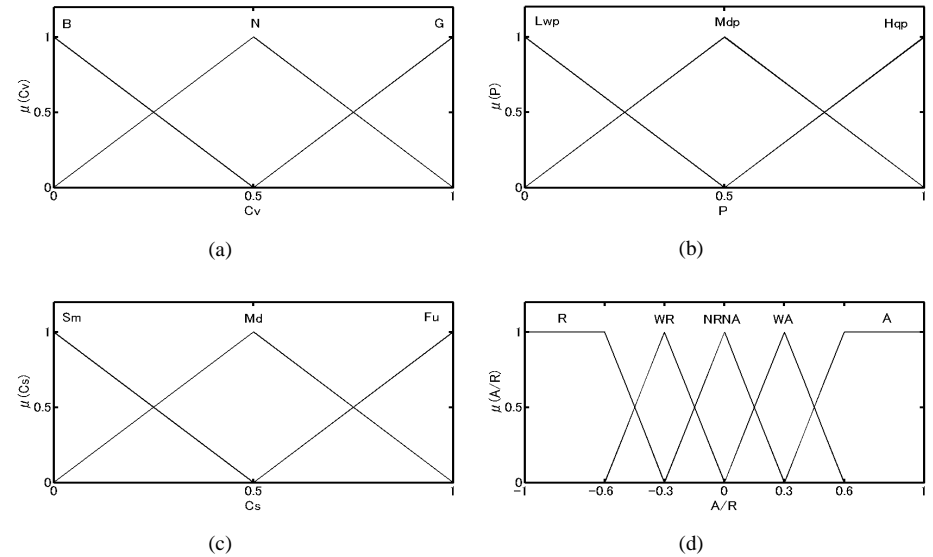 B N G
1
0.5
0
μ(Cv)
0 0.5 1
Cv
(a)
Lwp Mdp Hqp
1
0.5
0
μ(P)
0 0.5 1
P
(b)
Sm Md Fu
1
0.5
0
μ(Cs)
0 0.5 1
Cs
(c)
R WR NRNA WA A
1
0.5
0
μ(A/R)
-1 -0.6 -0.3 0 0.3 0.6 1
A/R
(d)